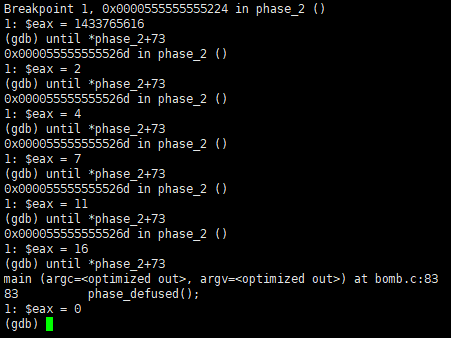 Breakpoint 1, 0x0000555555555224 in phase_2 ()
1: $eax = 1433765616
(gdb) until *phase_2+73
0x000055555555526d in phase_2 ()
1: $eax = 2
(gdb) until *phase_2+73
0x000055555555526d in phase_2 ()
1: $eax = 4
(gdb) until *phase_2+73
0x000055555555526d in phase_2 ()
1: $eax = 7
(gdb) until *phase_2+73
0x000055555555526d in phase_2 ()
1: $eax = 11
(gdb) until *phase_2+73
0x000055555555526d in phase_2 ()
1: $eax = 16
(gdb) until *phase_2+73
main (argc=<optimized out>, argv=<optimized out>) at bomb.c:83
83          phase_defused();
1: $eax = 0
(gdb)